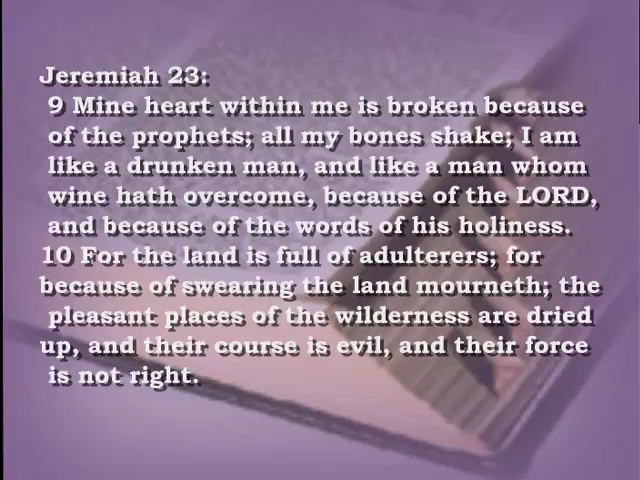 Jeremiah 23:
9 Mine heart within me is broken because
of the prophets; all my bones shake; I am
like a drunken man, and like a man whom
wine hath overcome, because of the LORD,
and because of the words of his holiness.
10 For the land is full of adulterers; for
because of swearing the land mourneth; the
pleasant places of the wilderness are dried
up, and their course is evil, and their force
is not right.